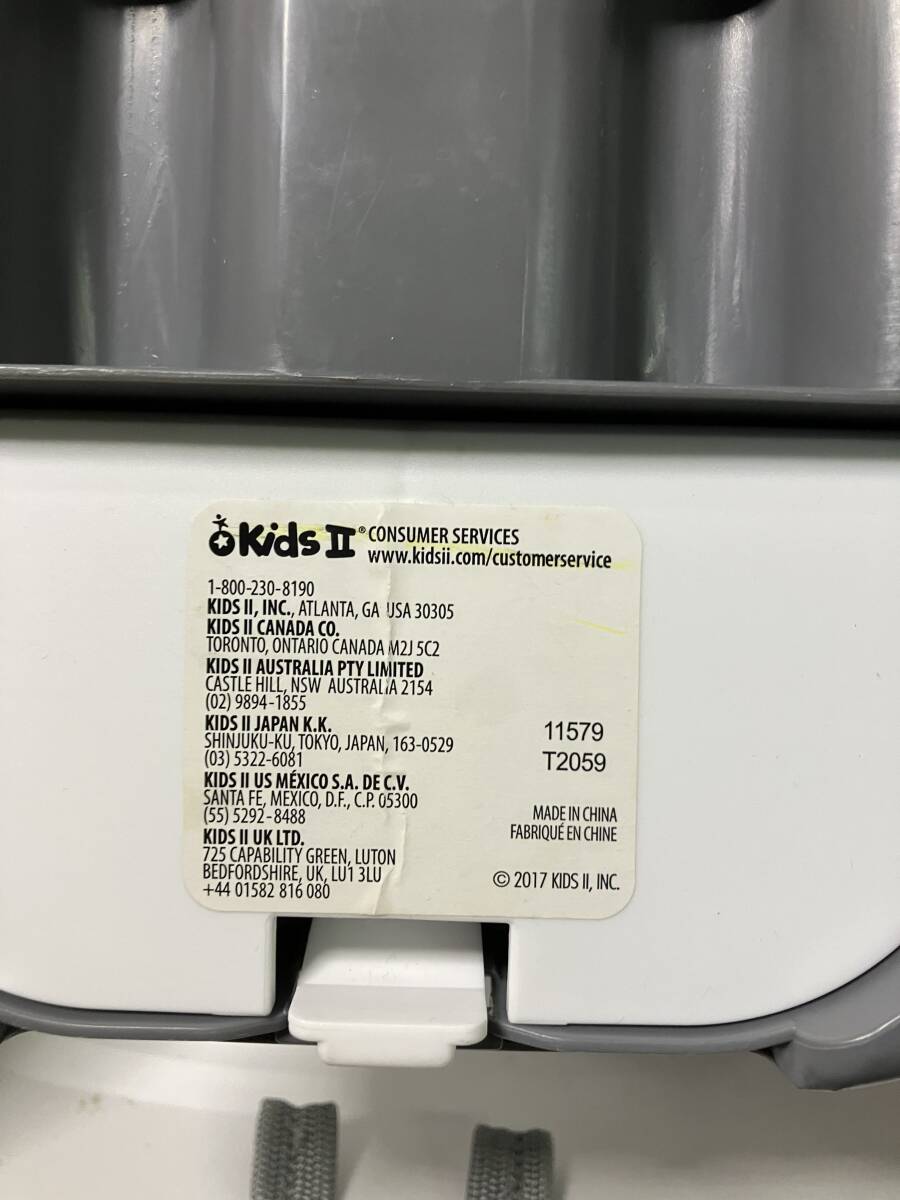 Kids II® CONSUMER SERVICES
www.kidsii.com/customerservice
1-800-230-8190
KIDS II, INC., ATLANTA, GA USA 30305
KIDS II CANADA CO.
TORONTO, ONTARIO CANADA M2J 5C2
KIDS II AUSTRALIA PTY LIMITED
CASTLE HILL, NSW AUSTRALIA 2154
(02) 9894-1855
KIDS II JAPAN K.K.
SHINJUKU-KU, TOKYO, JAPAN, 163-0529
(03) 5322-6081
KIDS II US MÉXICO S.A. DE C.V.
SANTA FE, MEXICO, D.F., C.P. 05300
(55) 5292-8488
KIDS II UK LTD.
725 CAPABILITY GREEN, LUTON
BEDFORDSHIRE, UK, LU1 3LU
+44 01582 816 080
11579
T2059
MADE IN CHINA
FABRIQUÉ EN CHINE
© 2017 KIDS II, INC.